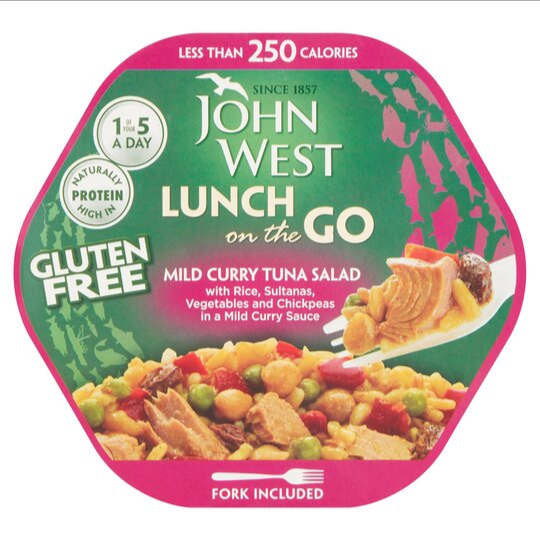 LESS THAN 250 CALORIES
SINCE 1857
JOHN
WEST
LUNCH
on the GO
1 OF YOUR 5
A DAY
NATURALLY
PROTEIN
HIGH IN
GLUTEN
FREE
MILD CURRY TUNA SALAD
with Rice, Sultanas,
Vegetables and Chickpeas
in a Mild Curry Sauce
FORK INCLUDED